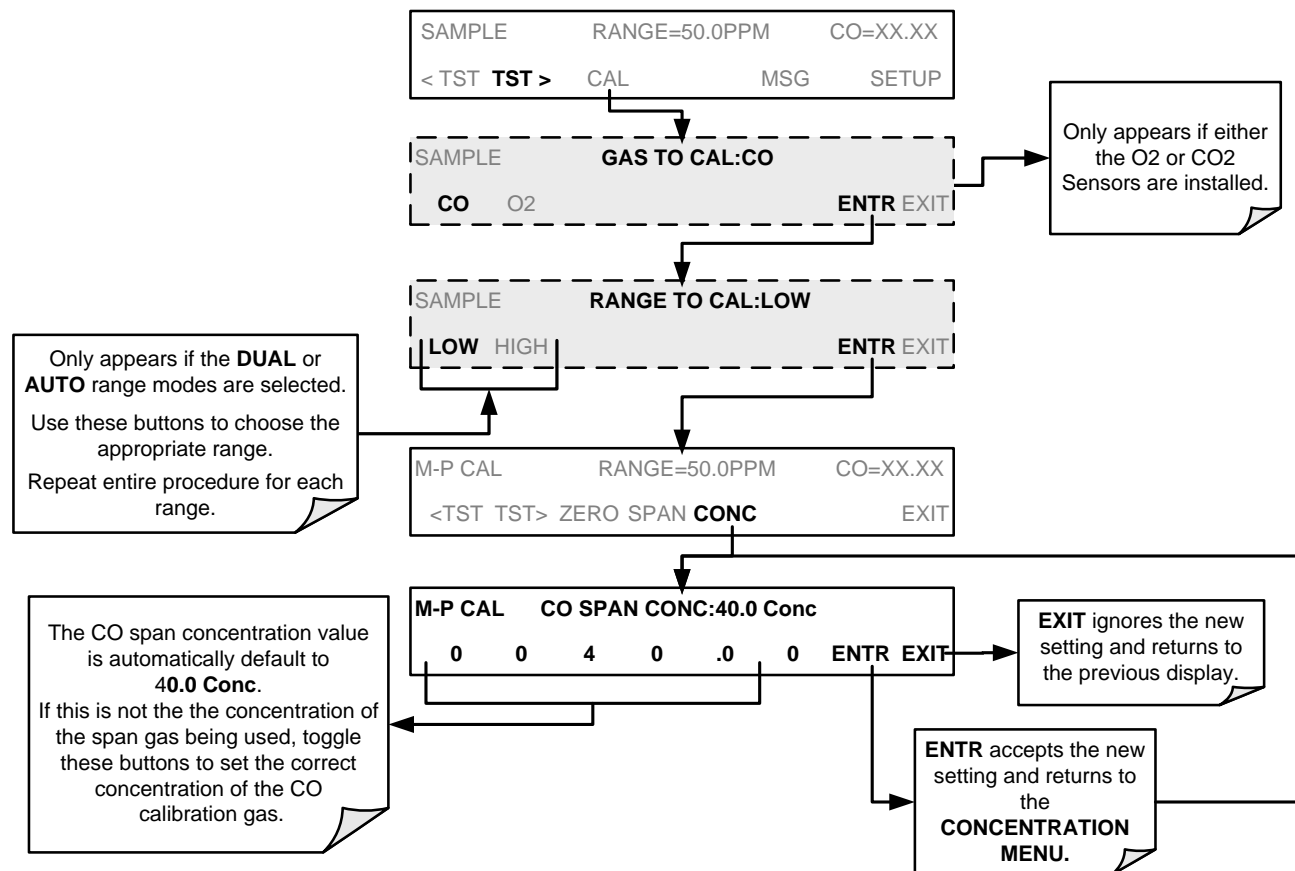 SAMPLE RANGE=50.0PPM CO=XX.XX
< TST TST > CAL MSG SETUP
SAMPLE GAS TO CAL:CO
CO O2 ENTR EXIT
Only appears if either
the O2 or CO2
Sensors are installed.
SAMPLE RANGE TO CAL:LOW
LOW HIGH ENTR EXIT
Only appears if the DUAL or
AUTO range modes are selected.
Use these buttons to choose the
appropriate range.
Repeat entire procedure for each
range.
M-P CAL RANGE=50.0PPM CO=XX.XX
<TST TST> ZERO SPAN CONC EXIT
M-P CAL CO SPAN CONC:40.0 Conc
0 0 4 0 .0 0 ENTR EXIT
The CO span concentration value
is automatically default to
40.0 Conc.
If this is not the the concentration of
the span gas being used, toggle
these buttons to set the correct
concentration of the CO
calibration gas.
EXIT ignores the new
setting and returns to
the previous display.
ENTR accepts the new
setting and returns to
the
CONCENTRATION
MENU.